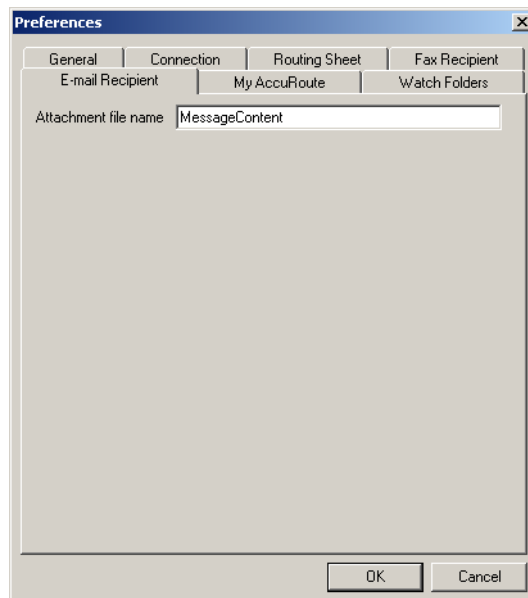 Preferences
General Connection Routing Sheet Fax Recipient
E-mail Recipient My AccuRoute Watch Folders
Attachment file name MessageContent
OK Cancel